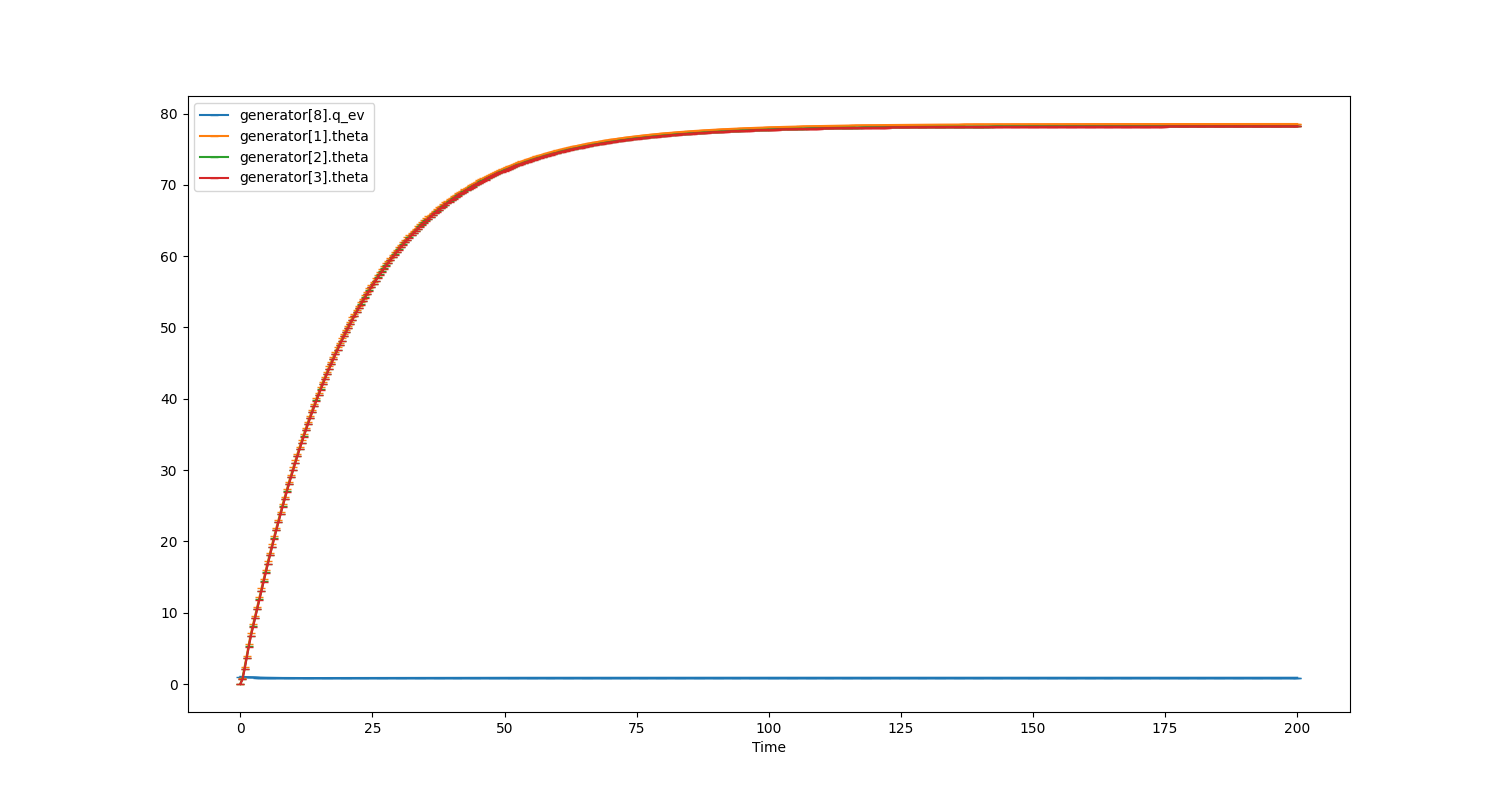 generator[8].q_ev
generator[1].theta
generator[2].theta
generator[3].theta
80
70
60
50
40
30
20
10
0
0 25 50 75 100 125 150 175 200
Time